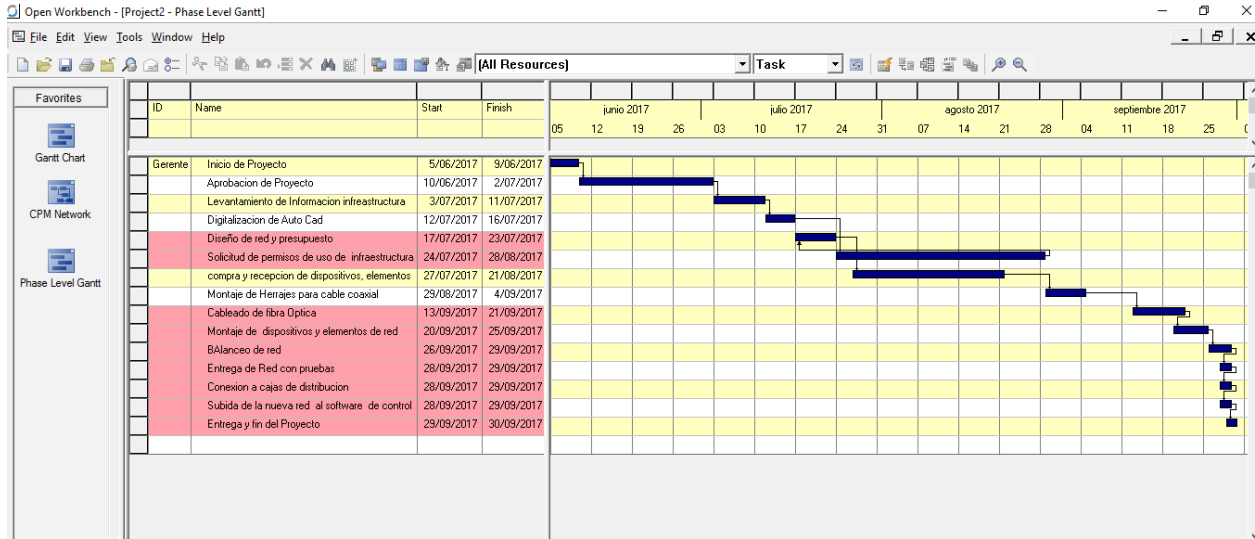 Open Workbench - [Project2 - Phase Level Gantt]
File Edit View Tools Window Help
[All Resources] Task
Favorites
Gantt Chart
CPM Network
Phase Level Gantt
ID Name Start Finish
junio 2017 julio 2017 agosto 2017 septiembre 2017
05 12 19 26 03 10 17 24 31 07 14 21 28 04 11 18 25
Gerente Inicio de Proyecto 5/06/2017 9/06/2017
Aprobacion de Proyecto 10/06/2017 2/07/2017
Levantamiento de Informacion infreastructura 3/07/2017 11/07/2017
Digitalizacion de Auto Cad 12/07/2017 16/07/2017
Diseño de red y presupuesto 17/07/2017 23/07/2017
Solicitud de permisos de uso de infraestructura 24/07/2017 28/08/2017
compra y recepcion de dispositivos, elementos 27/07/2017 21/08/2017
Montaje de Herrajes para cable coaxial 29/08/2017 4/09/2017
Cableado de fibra Optica 13/09/2017 21/09/2017
Montaje de dispositivos y elementos de red 20/09/2017 25/09/2017
BAlanceo de red 26/09/2017 29/09/2017
Entrega de Red con pruebas 28/09/2017 29/09/2017
Conexion a cajas de distribucion 28/09/2017 29/09/2017
Subida de la nueva red al software de control 28/09/2017 29/09/2017
Entrega y fin del Proyecto 29/09/2017 30/09/2017